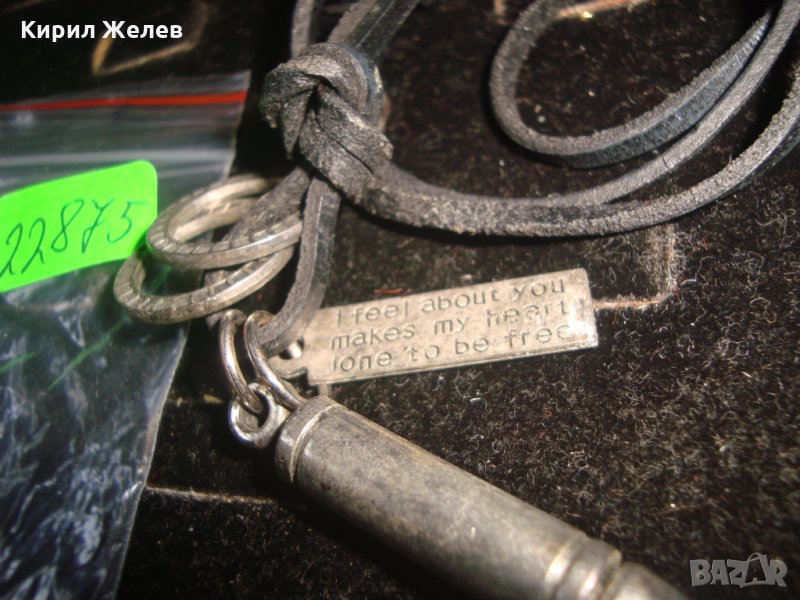 Кирил Желев
22875
I feel about you
makes my heart
lone to be free
BAZAR